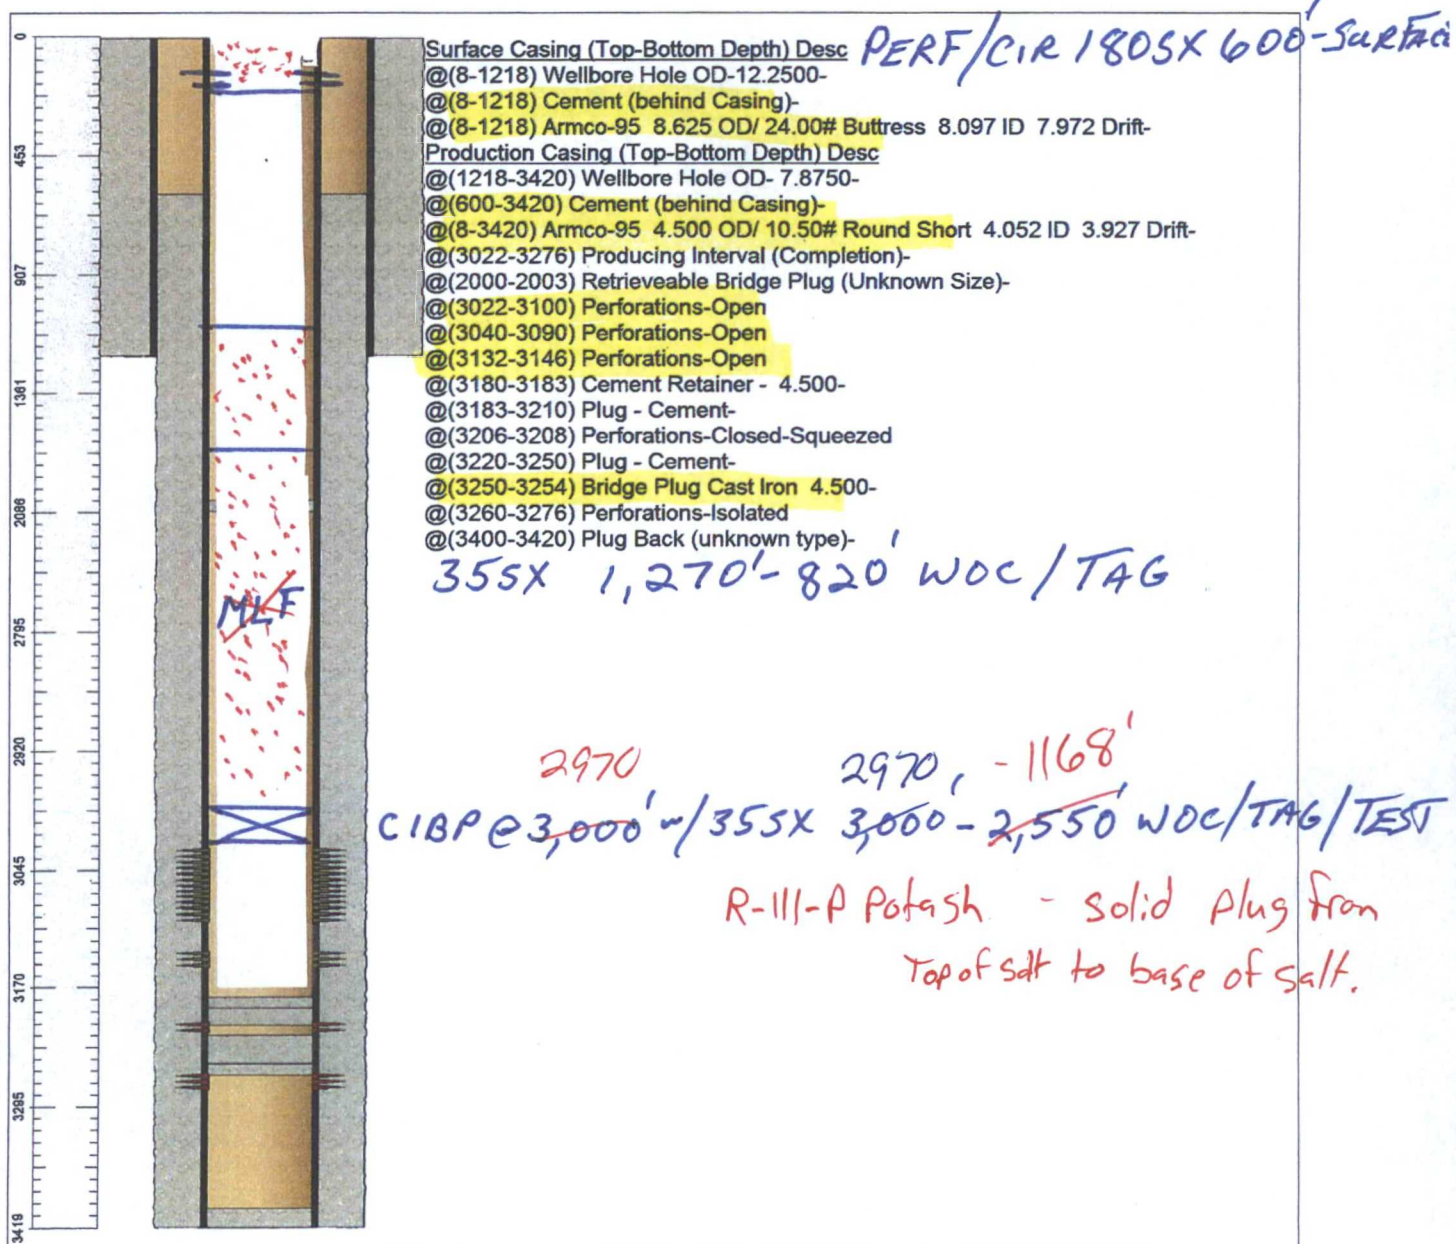 PERF/CIR 180SX 600'-SURFACE
Surface Casing (Top-Bottom Depth) Desc
@(8-1218) Wellbore Hole OD-12.2500-
@(8-1218) Cement (behind Casing)-
@(8-1218) Armco-95 8.625 OD/ 24.00# Buttress 8.097 ID 7.972 Drift-
Production Casing (Top-Bottom Depth) Desc
@(1218-3420) Wellbore Hole OD- 7.8750-
@(600-3420) Cement (behind Casing)-
@(8-3420) Armco-95 4.500 OD/ 10.50# Round Short 4.052 ID 3.927 Drift-
@(3022-3276) Producing Interval (Completion)-
@(2000-2003) Retrieveable Bridge Plug (Unknown Size)-
@(3022-3100) Perforations-Open
@(3040-3090) Perforations-Open
@(3132-3146) Perforations-Open
@(3180-3183) Cement Retainer - 4.500-
@(3183-3210) Plug - Cement-
@(3206-3208) Perforations-Closed-Squeezed
@(3220-3250) Plug - Cement-
@(3250-3254) Bridge Plug Cast Iron 4.500-
@(3260-3276) Perforations-Isolated
@(3400-3420) Plug Back (unknown type)-
35SX 1,270'-820' WOC/TAG
MLF
2970 2970, -1168'
CIBP @ 3,000' w/35SX 3,000'-2,550' WOC/TAG/TEST
R-111-P Potash - solid plug from
Top of salt to base of salt.
0
453
907
1361
2086
2795
2920
3045
3170
3295
3419